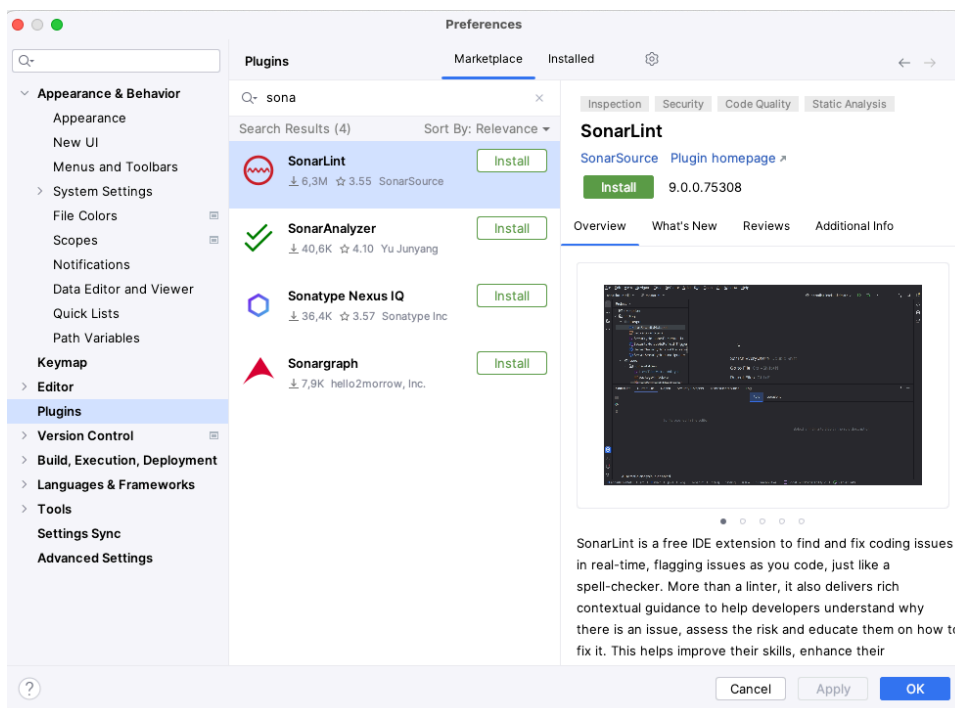 Preferences
Appearance & Behavior
Appearance
New UI
Menus and Toolbars
System Settings
File Colors
Scopes
Notifications
Data Editor and Viewer
Quick Lists
Path Variables
Keymap
Editor
Plugins
Version Control
Build, Execution, Deployment
Languages & Frameworks
Tools
Settings Sync
Advanced Settings
Plugins
Marketplace Installed
sona
Search Results (4) Sort By: Relevance
SonarLint Install
6,3M 3.55 SonarSource
SonarAnalyzer Install
40,6K 4.10 Yu Junyang
Sonatype Nexus IQ Install
36,4K 3.57 Sonatype Inc
Sonargraph Install
7,9K hello2morrow, Inc.
Inspection Security Code Quality Static Analysis
SonarLint
SonarSource Plugin homepage
Install 9.0.0.75308
Overview What's New Reviews Additional Info
SonarLint is a free IDE extension to find and fix coding issues
in real-time, flagging issues as you code, just like a
spell-checker. More than a linter, it also delivers rich
contextual guidance to help developers understand why
there is an issue, assess the risk and educate them on how to
fix it. This helps improve their skills, enhance their
? Cancel Apply OK